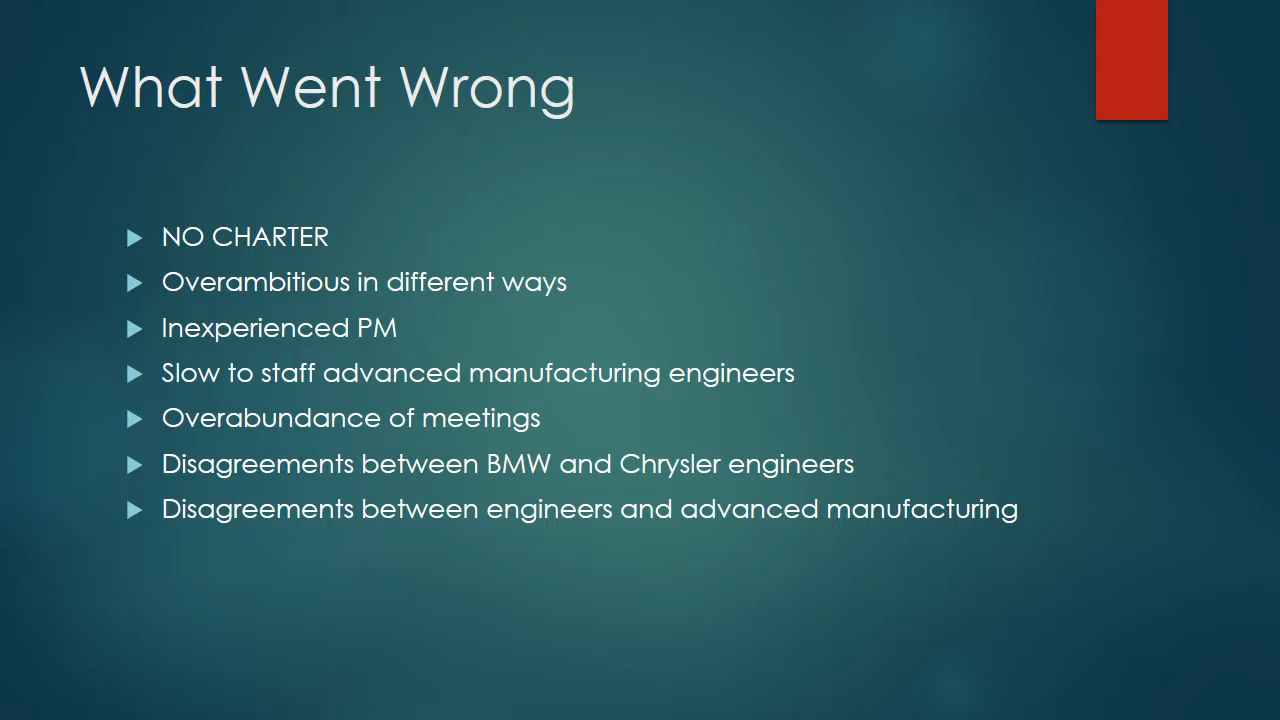 What Went Wrong
NO CHARTER
Overambitious in different ways
Inexperienced PM
Slow to staff advanced manufacturing engineers
Overabundance of meetings
Disagreements between BMW and Chrysler engineers
Disagreements between engineers and advanced manufacturing